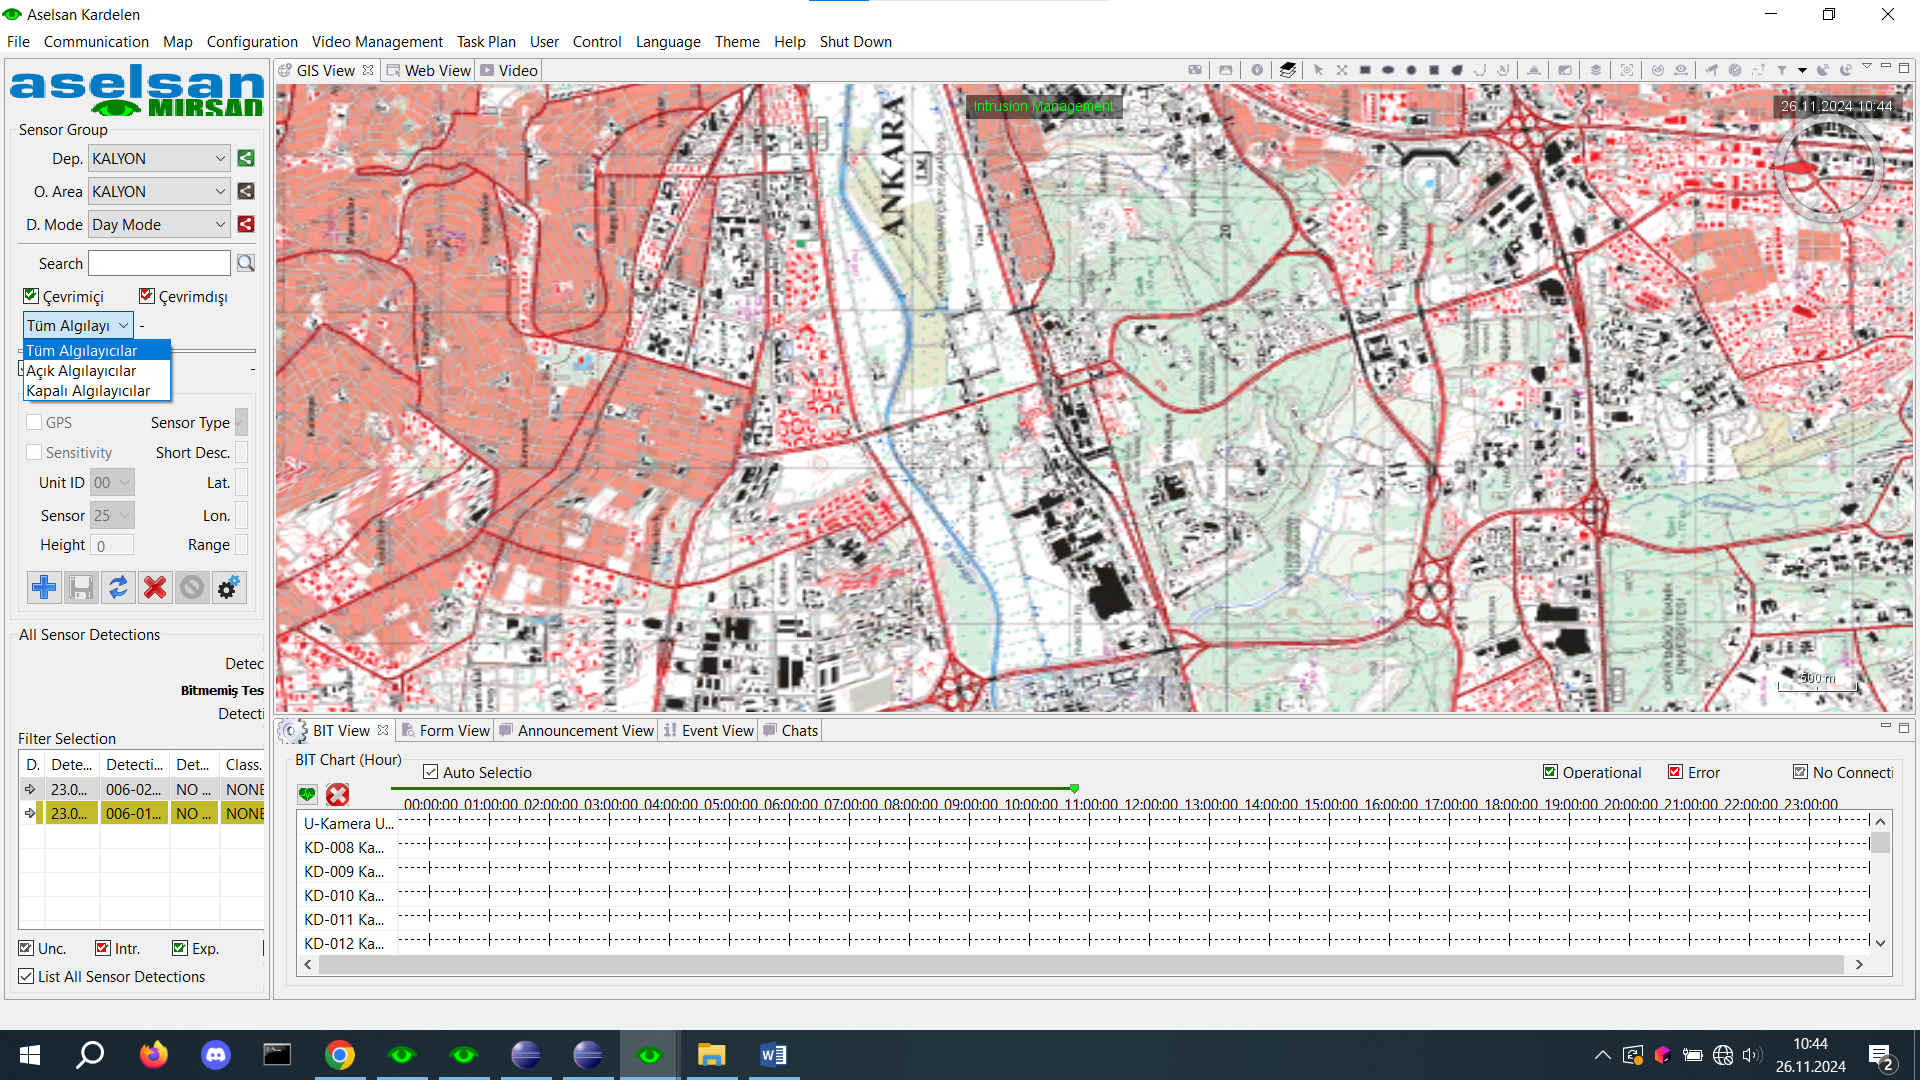 Aselsan Kardelen
File Communication Map Configuration Video Management Task Plan User Control Language Theme Help Shut Down
aselsan
MIRSAD
Sensor Group
Dep. KALYON
O. Area KALYON
D. Mode Day Mode
Search
Çevrimiçi Çevrimdışı
Tüm Algılayı -
Tüm Algılayıcılar
Açık Algılayıcılar
Kapalı Algılayıcılar
-
GPS Sensor Type
Sensitivity Short Desc.
Unit ID 00 Lat.
Sensor 25 Lon.
Height 0 Range
All Sensor Detections
Detec
Bitmemiş Tes
Detecti
Filter Selection
D. Dete... Detecti... Det... Class.
23.0... 006-02... NO ... NONE
23.0... 006-01... NO ... NONE
Unc. Intr. Exp.
List All Sensor Detections
GIS View Web View Video
Intrusion Management
26.11.2024 10:44
ANKARA
20
19
YENİMAHALLE
ORTADOĞU TEKNİK
ÜNİVERSİTESİ
500 m
BIT View Form View Announcement View Event View Chats
BIT Chart (Hour)
Auto Selectio
Operational Error No Connecti
00:00:00 01:00:00 02:00:00 03:00:00 04:00:00 05:00:00 06:00:00 07:00:00 08:00:00 09:00:00 10:00:00 11:00:00 12:00:00 13:00:00 14:00:00 15:00:00 16:00:00 17:00:00 18:00:00 19:00:00 20:00:00 21:00:00 22:00:00 23:00:00
U-Kamera U...
KD-008 Ka...
KD-009 Ka...
KD-010 Ka...
KD-011 Ka...
KD-012 Ka...
10:44
26.11.2024
2